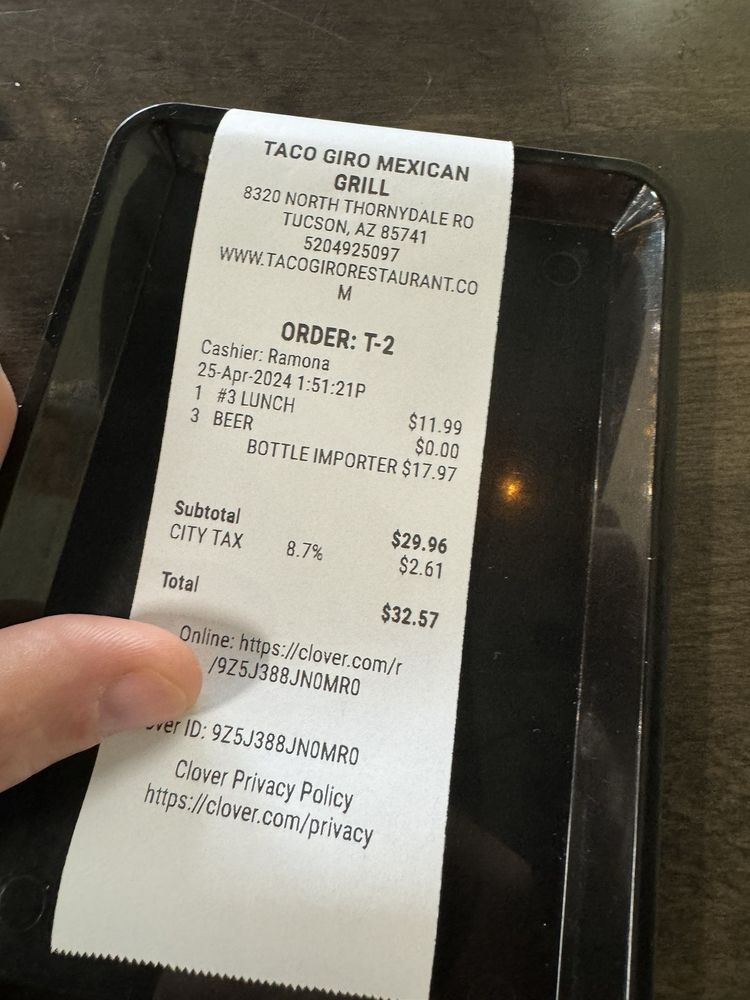 TACO GIRO MEXICAN
GRILL
8320 NORTH THORNYDALE RO
TUCSON, AZ 85741
5204925097
WWW.TACOGIRORESTAURANT.CO
M
ORDER: T-2
Cashier: Ramona
25-Apr-2024 1:51:21P
1 #3 LUNCH $11.99
3 BEER $0.00
BOTTLE IMPORTER $17.97
Subtotal $29.96
CITY TAX 8.7% $2.61
Total $32.57
Online: https://clover.com/r
/9Z5J388JN0MR0
ID: 9Z5J388JN0MR0
Clover Privacy Policy
https://clover.com/privacy